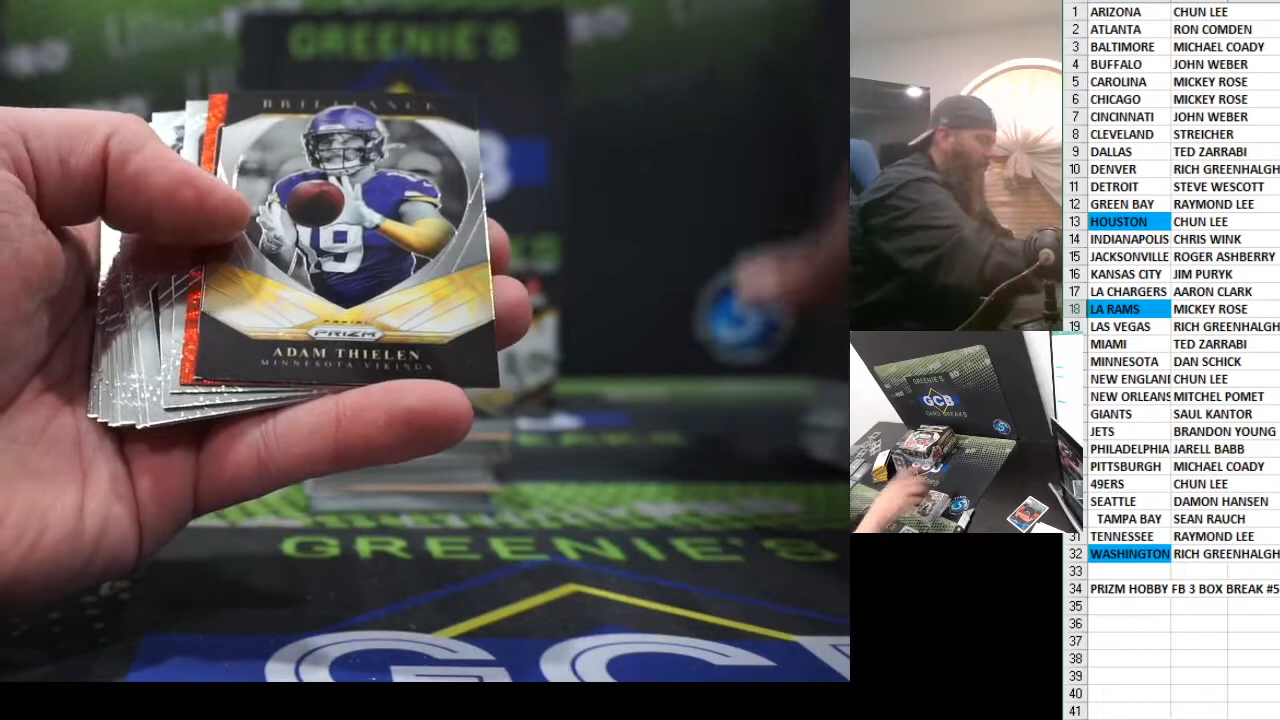 GREENIE'S
BRILLIANCE
19
PANINI
PRIZM
ADAM THIELEN
MINNESOTA VIKINGS
GREENIE'S
GCB
GREENIE'S
GCB
CARD BREAKS
1 ARIZONA CHUN LEE
2 ATLANTA RON COMDEN
3 BALTIMORE MICHAEL COADY
4 BUFFALO JOHN WEBER
5 CAROLINA MICKEY ROSE
6 CHICAGO MICKEY ROSE
7 CINCINNATI JOHN WEBER
8 CLEVELAND STREICHER
9 DALLAS TED ZARRABI
10 DENVER RICH GREENHALGH
11 DETROIT STEVE WESCOTT
12 GREEN BAY RAYMOND LEE
13 HOUSTON CHUN LEE
14 INDIANAPOLIS CHRIS WINK
15 JACKSONVILLE ROGER ASHBERRY
16 KANSAS CITY JIM PURYK
17 LA CHARGERS AARON CLARK
18 LA RAMS MICKEY ROSE
19 LAS VEGAS RICH GREENHALGH
MIAMI TED ZARRABI
MINNESOTA DAN SCHICK
NEW ENGLAND CHUN LEE
NEW ORLEANS MITCHEL POMET
GIANTS SAUL KANTOR
JETS BRANDON YOUNG
PHILADELPHIA JARELL BABB
PITTSBURGH MICHAEL COADY
49ERS CHUN LEE
SEATTLE DAMON HANSEN
TAMPA BAY SEAN RAUCH
31 TENNESSEE RAYMOND LEE
32 WASHINGTON RICH GREENHALGH
33
34 PRIZM HOBBY FB 3 BOX BREAK #5
35
36
37
38
39
40
41